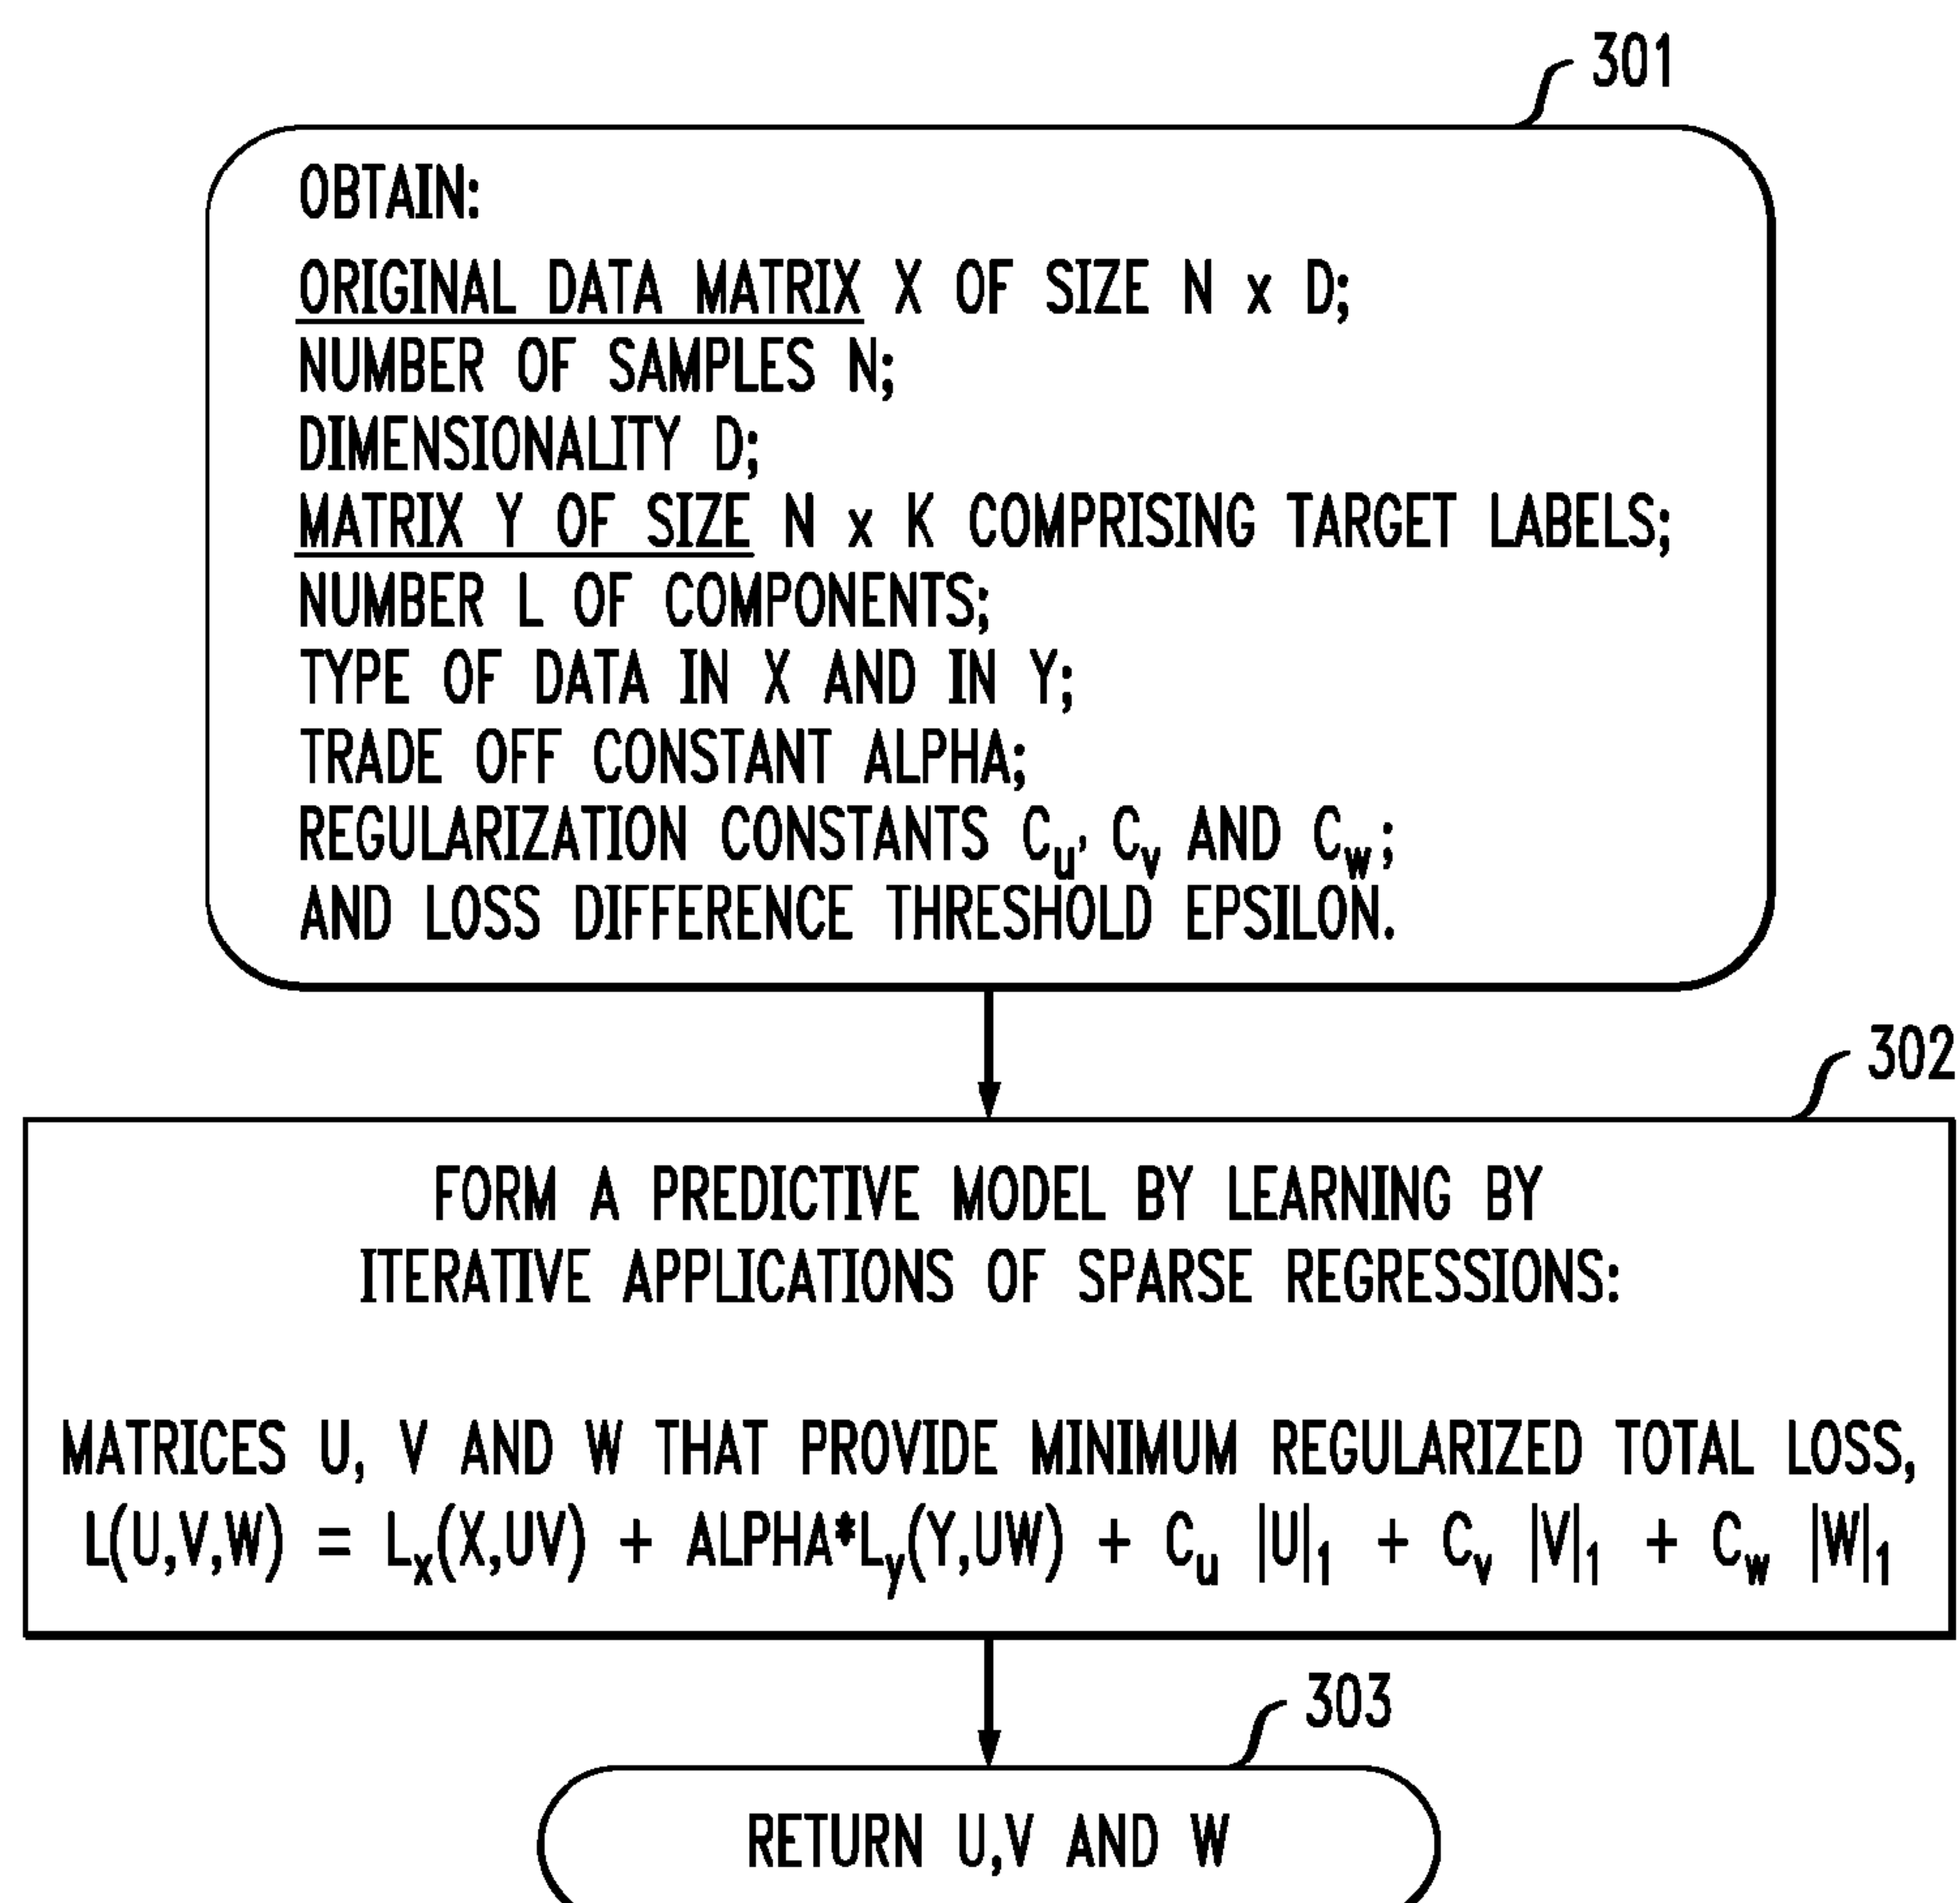 301
OBTAIN:
ORIGINAL DATA MATRIX X OF SIZE N x D;
NUMBER OF SAMPLES N;
DIMENSIONALITY D;
MATRIX Y OF SIZE N x K COMPRISING TARGET LABELS;
NUMBER L OF COMPONENTS;
TYPE OF DATA IN X AND IN Y;
TRADE OFF CONSTANT ALPHA;
REGULARIZATION CONSTANTS Cu, Cv AND Cw;
AND LOSS DIFFERENCE THRESHOLD EPSILON.
302
FORM A PREDICTIVE MODEL BY LEARNING BY
ITERATIVE APPLICATIONS OF SPARSE REGRESSIONS:
MATRICES U, V AND W THAT PROVIDE MINIMUM REGULARIZED TOTAL LOSS,
L(U,V,W) = Lx(X,UV) + ALPHA*Ly(Y,UW) + Cu |U|1 + Cv |V|1 + Cw |W|1
303
RETURN U,V AND W